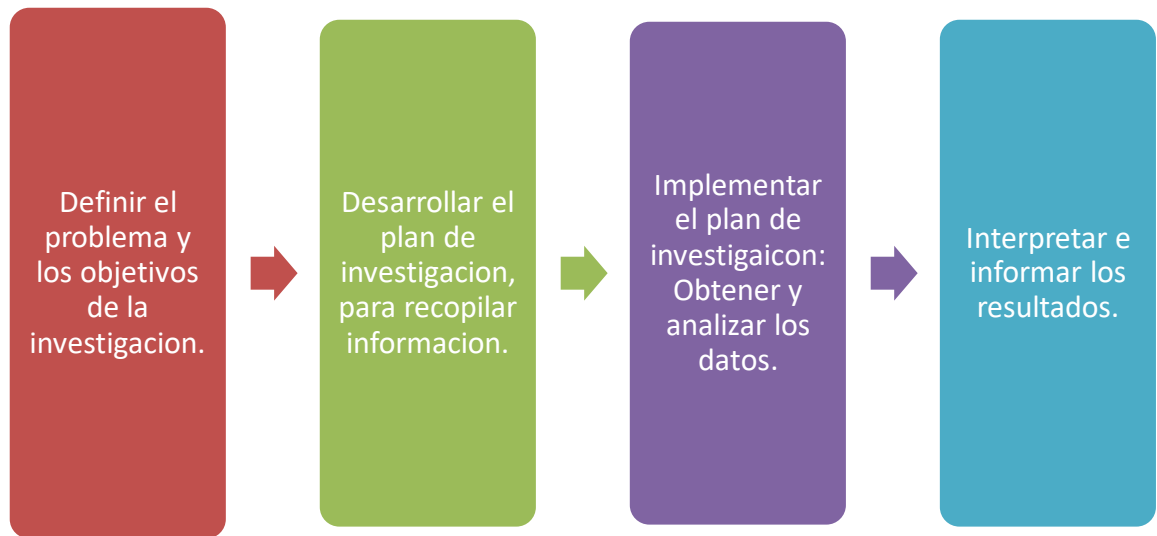 Definir el
problema y
los objetivos
de la
investigacion.
Desarrollar el
plan de
investigacion,
para recopilar
informacion.
Implementar
el plan de
investigaicon:
Obtener y
analizar los
datos.
Interpretar e
informar los
resultados.